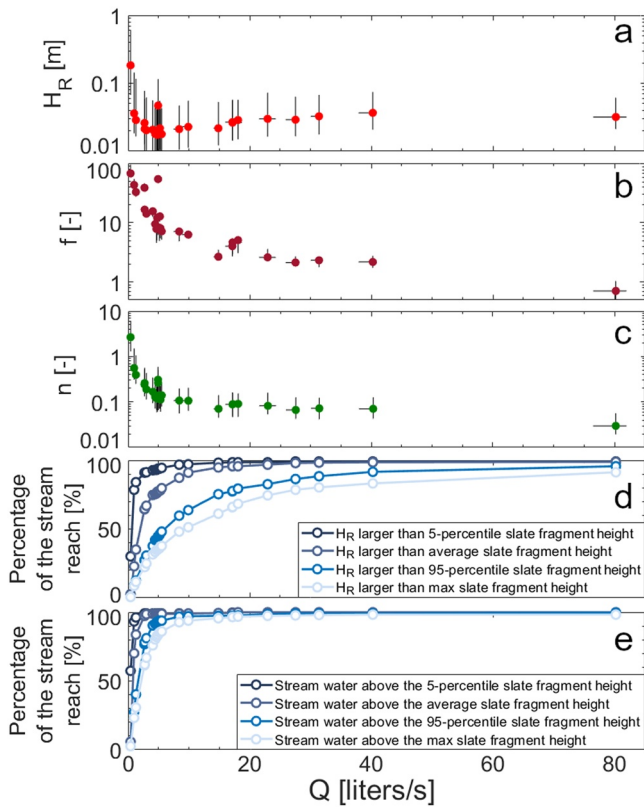 a
1
0.1
0.01
H_R [m]
b
100
10
1
f [-]
c
10
1
0.1
0.01
n [-]
d
100
50
0
Percentage
of the stream
reach [%]
H_R larger than 5-percentile slate fragment height
H_R larger than average slate fragment height
H_R larger than 95-percentile slate fragment height
H_R larger than max slate fragment height
e
100
50
0
Percentage
of the stream
reach [%]
Stream water above the 5-percentile slate fragment height
Stream water above the average slate fragment height
Stream water above the 95-percentile slate fragment height
Stream water above the max slate fragment height
0 20 40 60 80
Q [liters/s]